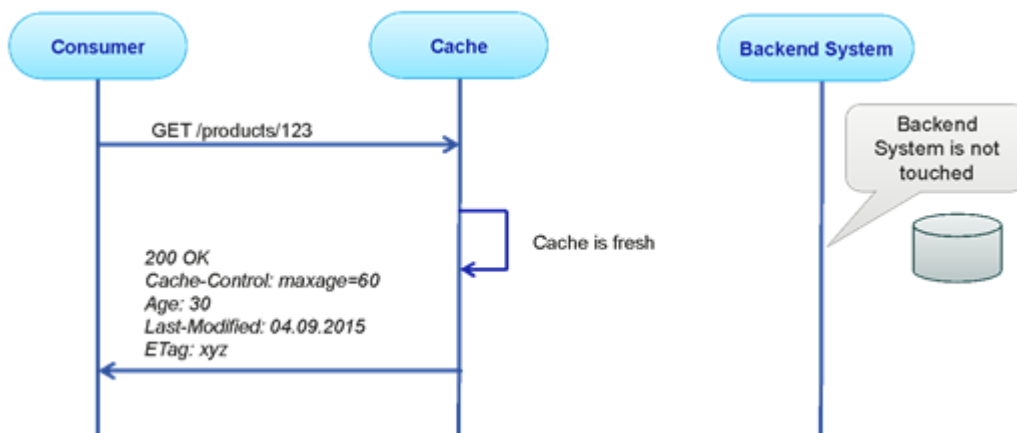 Consumer
Cache
Backend System
GET /products/123
Backend
System is not
touched
Cache is fresh
200 OK
Cache-Control: maxage=60
Age: 30
Last-Modified: 04.09.2015
ETag: xyz